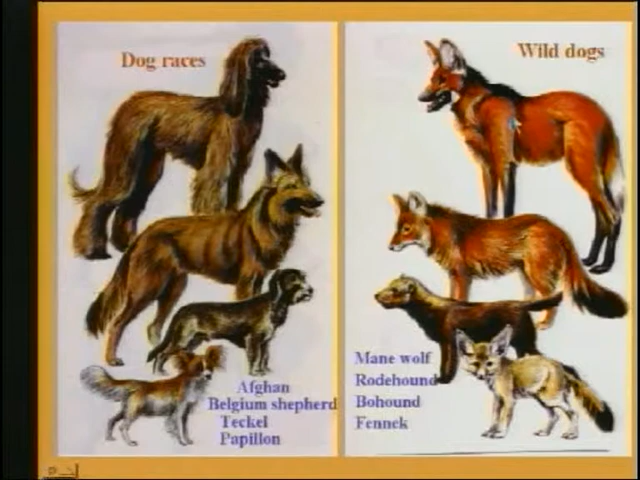 Dog races
Wild dogs
Afghan
Belgium shepherd
Teckel
Papillon
Mane wolf
Rodehound
Bohound
Fennek